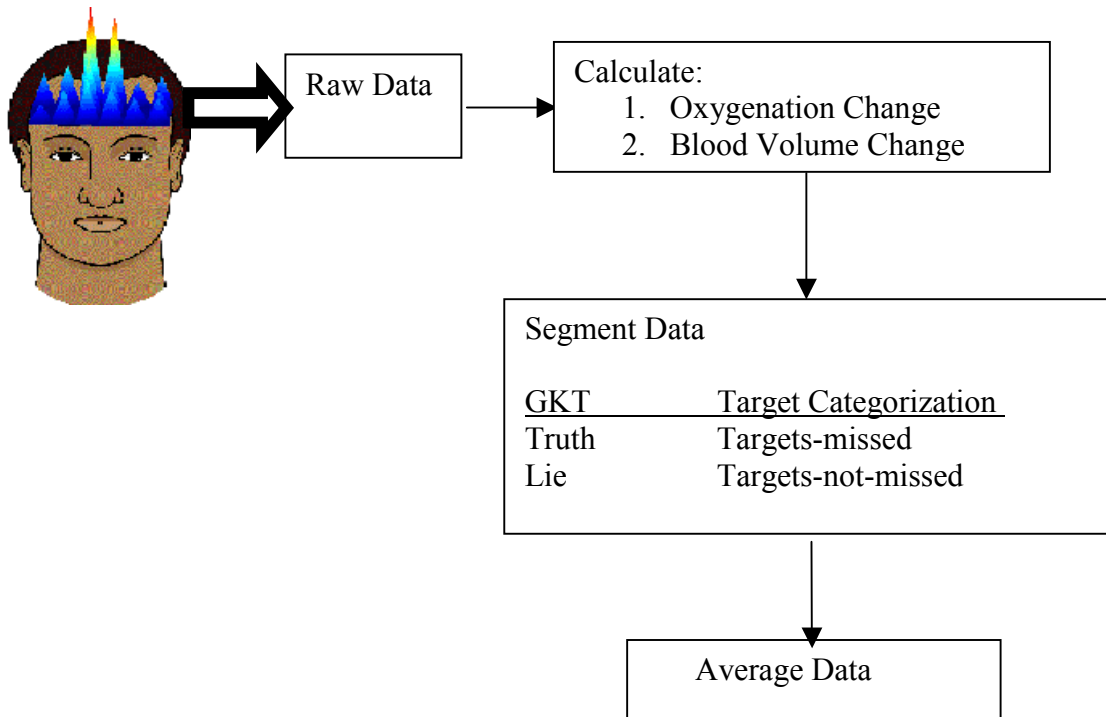 Raw Data
Calculate:
1. Oxygenation Change
2. Blood Volume Change
Segment Data
GKT Target Categorization
Truth Targets-missed
Lie Targets-not-missed
Average Data